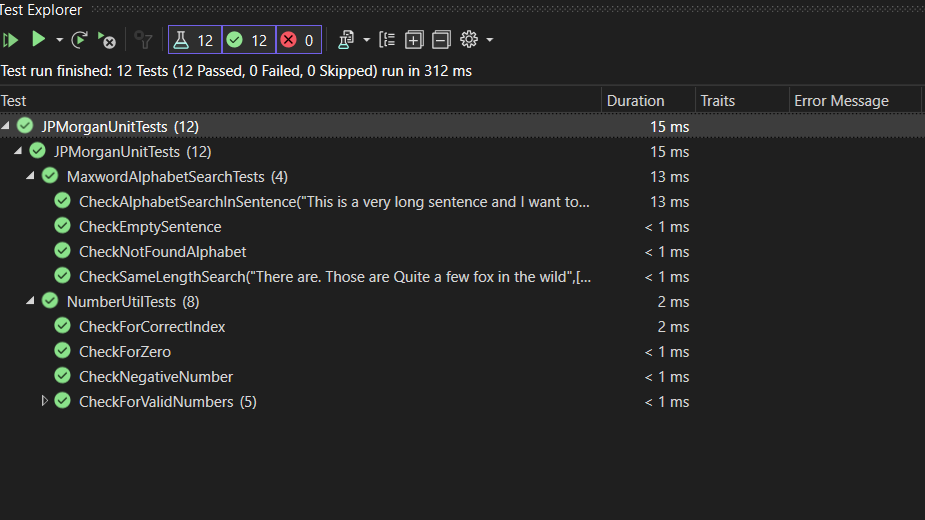 Test Explorer
12 12 0
Test run finished: 12 Tests (12 Passed, 0 Failed, 0 Skipped) run in 312 ms
Test Duration Traits Error Message
JPMorganUnitTests (12) 15 ms
JPMorganUnitTests (12) 15 ms
MaxwordAlphabetSearchTests (4) 13 ms
CheckAlphabetSearchInSentence("This is a very long sentence and I want to... 13 ms
CheckEmptySentence < 1 ms
CheckNotFoundAlphabet < 1 ms
CheckSameLengthSearch("There are. Those are Quite a few fox in the wild",[... < 1 ms
NumberUtilTests (8) 2 ms
CheckForCorrectIndex 2 ms
CheckForZero < 1 ms
CheckNegativeNumber < 1 ms
CheckForValidNumbers (5) < 1 ms